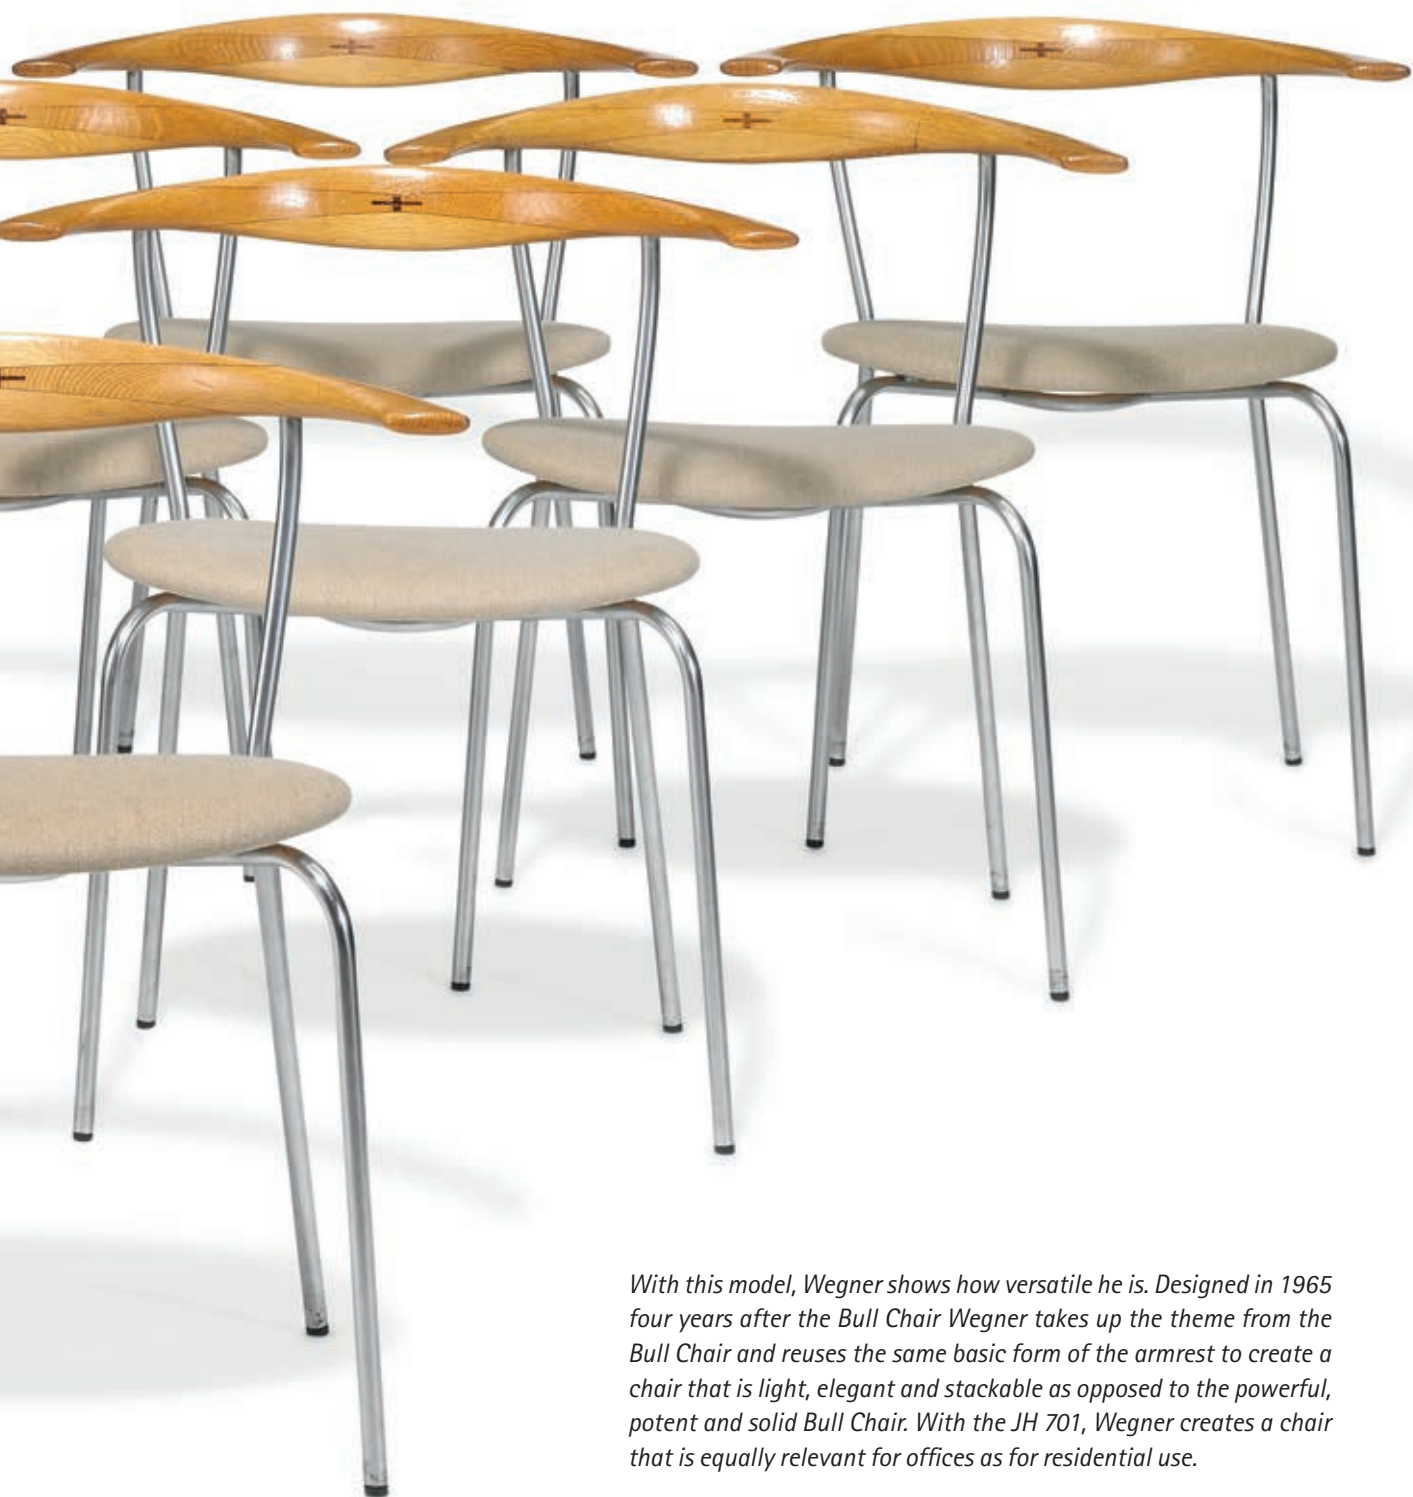 With this model, Wegner shows how versatile he is. Designed in 1965
four years after the Bull Chair Wegner takes up the theme from the
Bull Chair and reuses the same basic form of the armrest to create a
chair that is light, elegant and stackable as opposed to the powerful,
potent and solid Bull Chair. With the JH 701, Wegner creates a chair
that is equally relevant for offices as for residential use.